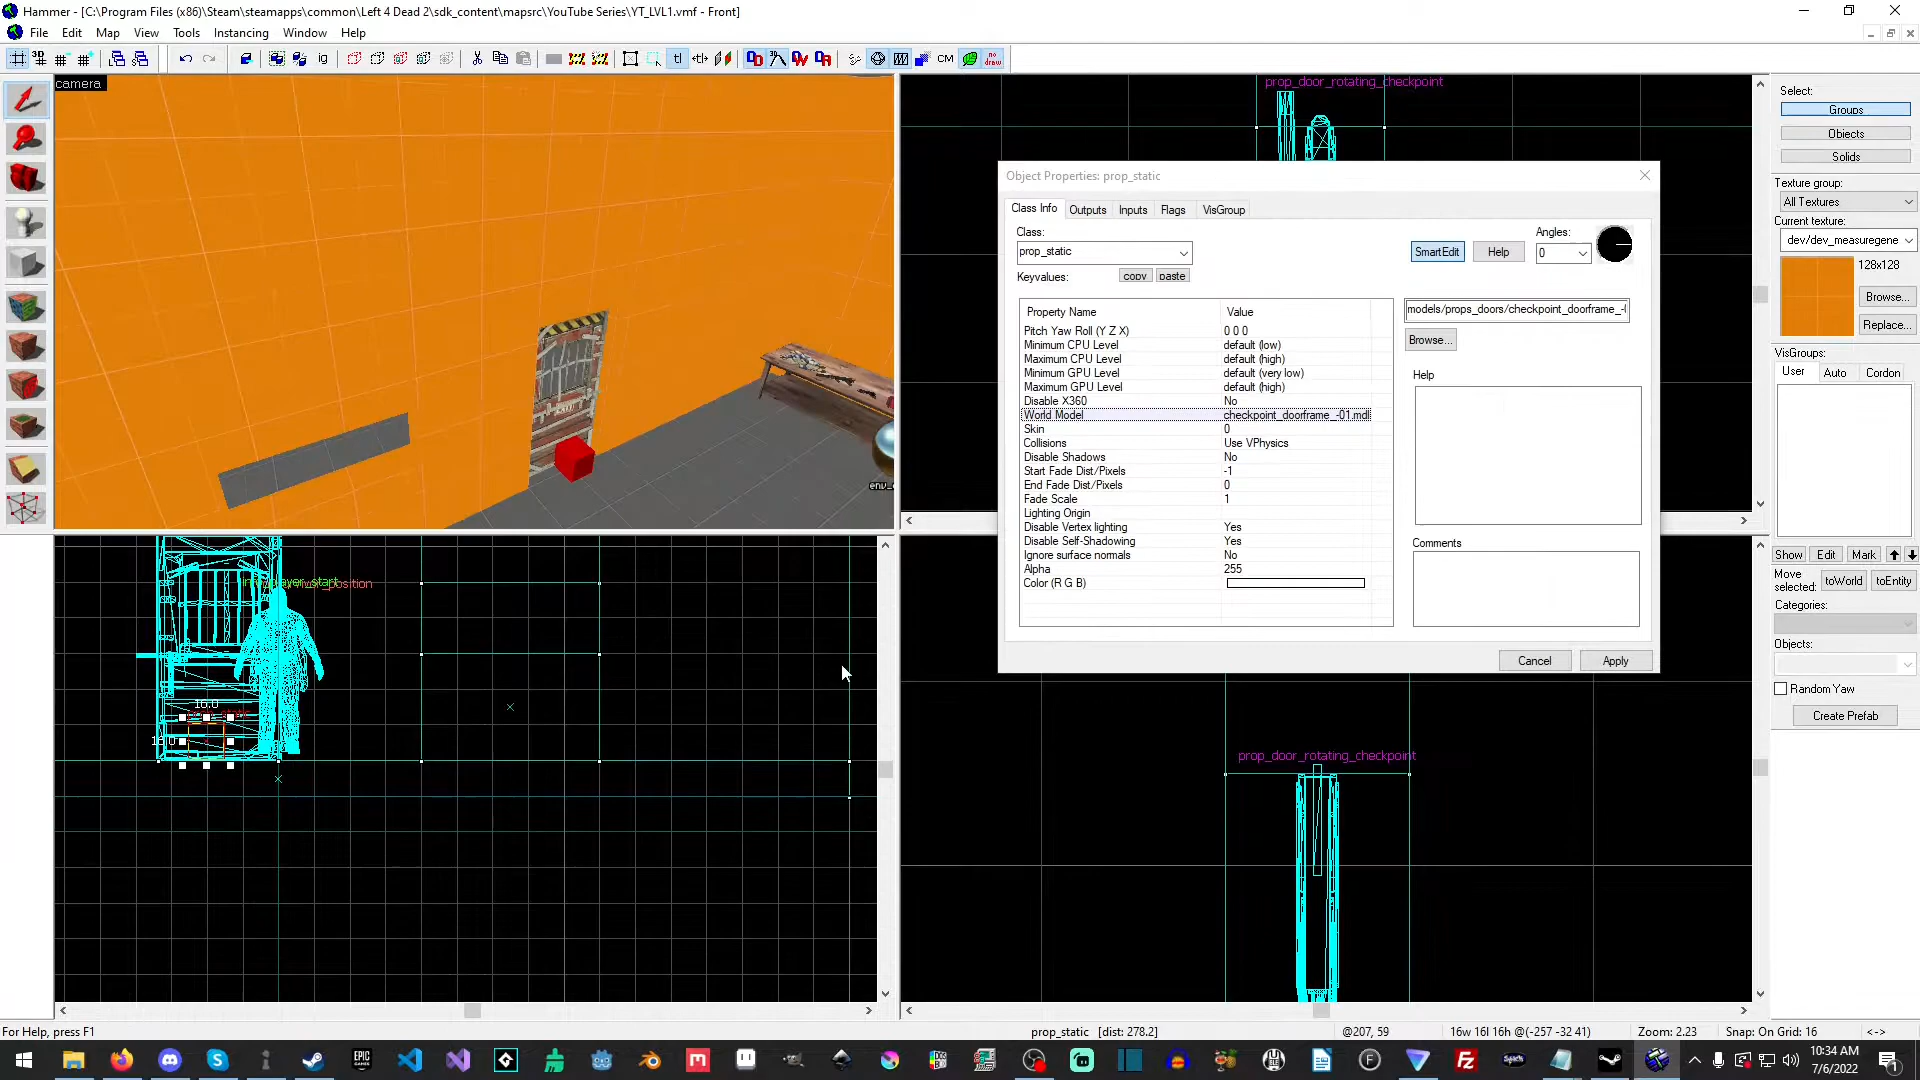 Hammer - [C:\Program Files (x86)\Steam\steamapps\common\Left 4 Dead 2\sdk_content\mapsrc\YouTube Series\YT_LVL1.vmf - Front]
File Edit Map View Tools Instancing Window Help
camera
prop_door_rotating_checkpoint
Object Properties: prop_static
Class Info Outputs Inputs Flags VisGroup
Class:
prop_static
SmartEdit
Help
Angles:
0
Keyvalues:
copy
paste
Property Name Value
Pitch Yaw Roll (Y Z X) 0 0 0
Minimum CPU Level default (low)
Maximum CPU Level default (high)
Minimum GPU Level default (very low)
Maximum GPU Level default (high)
Disable X360 No
World Model checkpoint_doorframe_-01.mdl
Skin 0
Collisions Use VPhysics
Disable Shadows No
Start Fade Dist/Pixels -1
End Fade Dist/Pixels 0
Fade Scale 1
Lighting Origin
Disable Vertex lighting Yes
Disable Self-Shadowing Yes
Ignore surface normals No
Alpha 255
Color (R G B)
models/props_doors/checkpoint_doorframe_-
Browse...
Help
Comments
Cancel
Apply
Select:
Groups
Objects
Solids
Texture group:
All Textures
Current texture:
dev/dev_measuregene
128x128
Browse...
Replace...
VisGroups:
User Auto Cordon
Show Edit Mark
Move selected:
toWorld
toEntity
Categories:
Objects:
Random Yaw
Create Prefab
16.0
prop_door_rotating_checkpoint
For Help, press F1
prop_static [dist: 278.2]
@207, 59
16w 16l 16h @(-257 -32 41)
Zoom: 2.23
Snap: On Grid: 16
<->
10:34 AM
7/6/2022